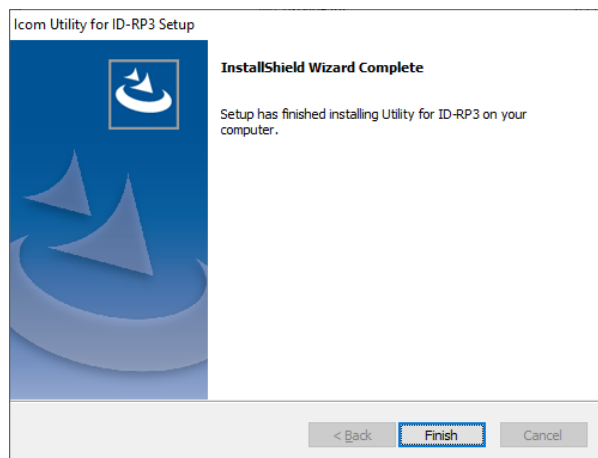 Icom Utility for ID-RP3 Setup
InstallShield Wizard Complete
Setup has finished installing Utility for ID-RP3 on your
computer.
< Back
Finish
Cancel